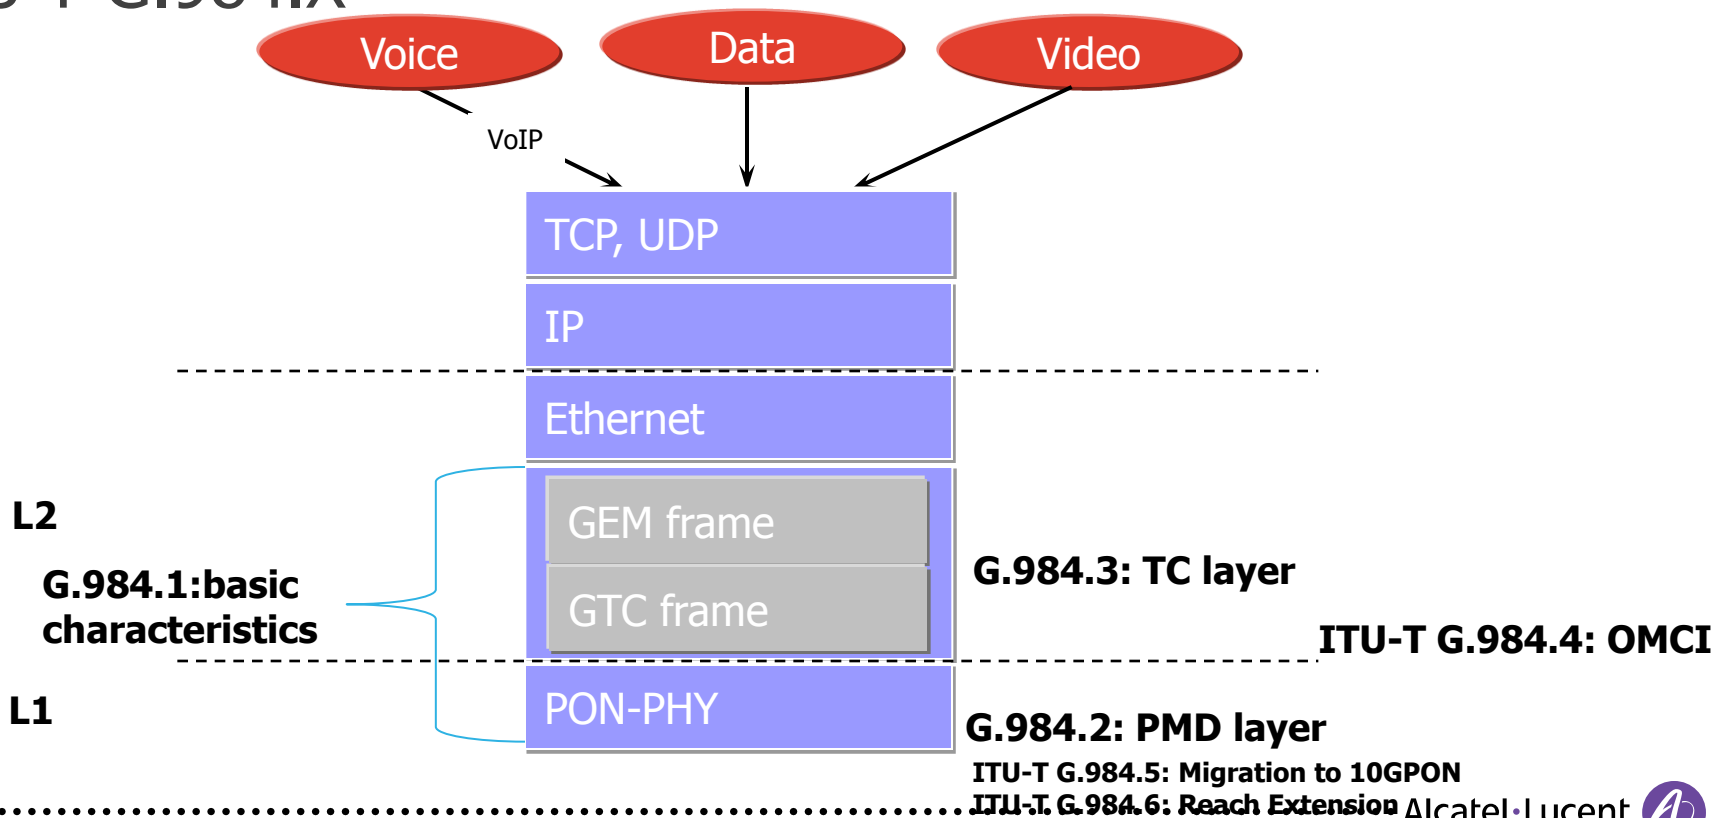 G.984.x
Voice
Data
Video
VoIP
TCP, UDP
IP
Ethernet
L2
GEM frame
G.984.3: TC layer
G.984.1:basic
characteristics
GTC frame
ITU-T G.984.4: OMCI
L1
PON-PHY
G.984.2: PMD layer
ITU-T G.984.5: Migration to 10GPON
ITU-T G.984.6: Reach Extension
Alcatel·Lucent